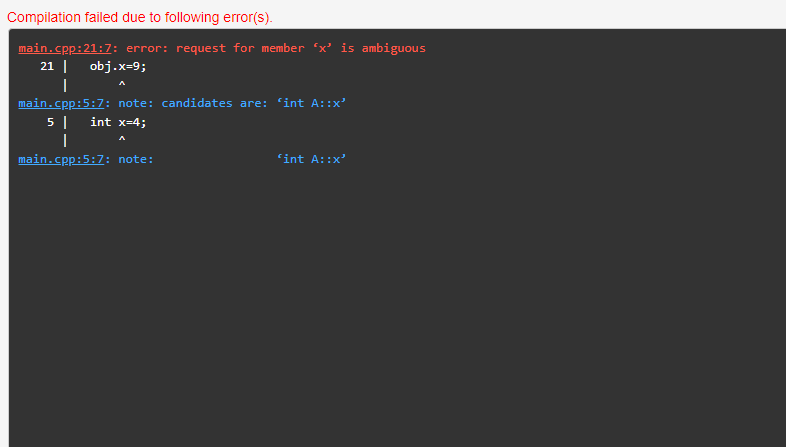 Compilation failed due to following error(s).
main.cpp:21:7: error: request for member ‘x’ is ambiguous
21 | obj.x=9;
| ^
main.cpp:5:7: note: candidates are: ‘int A::x’
5 | int x=4;
| ^
main.cpp:5:7: note: ‘int A::x’